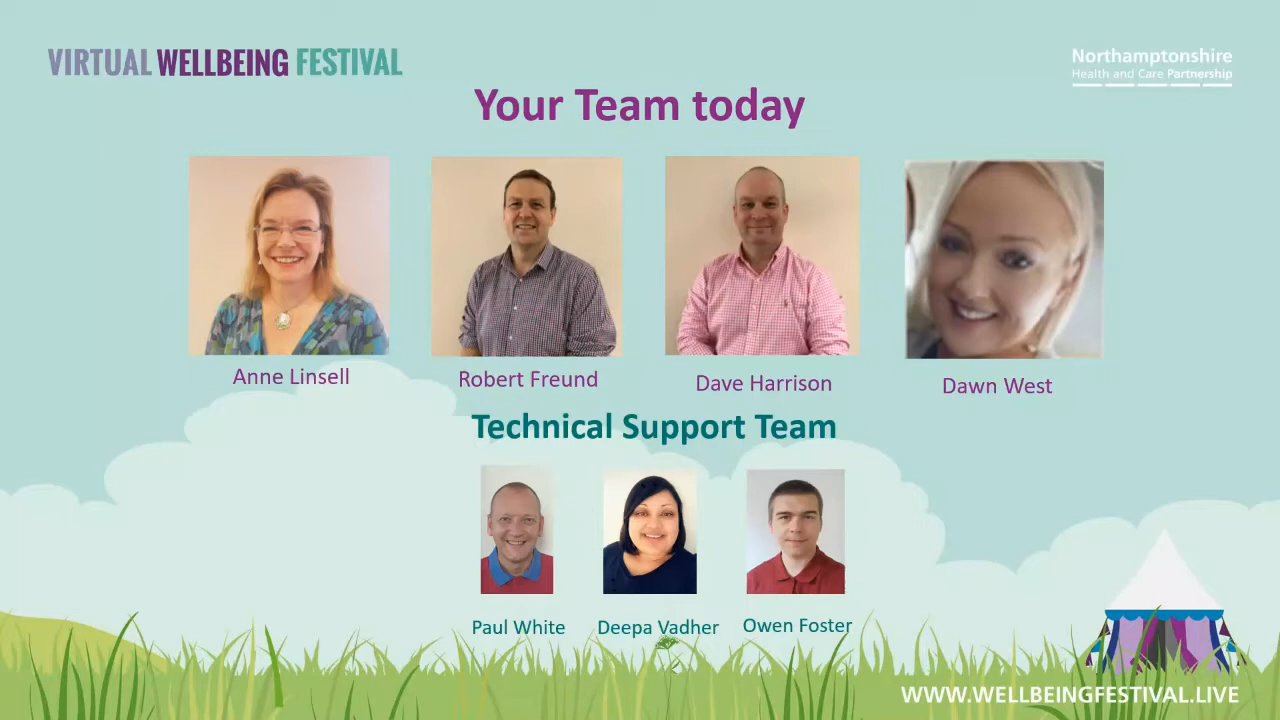 VIRTUAL WELLBEING FESTIVAL
Northamptonshire
Health and Care Partnership
Your Team today
Anne Linsell
Robert Freund
Dave Harrison
Dawn West
Technical Support Team
Paul White
Deepa Vadher
Owen Foster
WWW.WELLBEINGFESTIVAL.LIVE